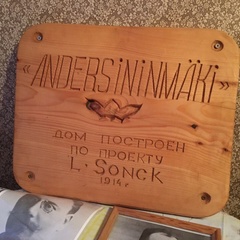 «ANDERSiNiNMÄKi»
ДОМ ПОСТРОЕН
ПО ПРОЕКТУ
L. SONCK
1914 г